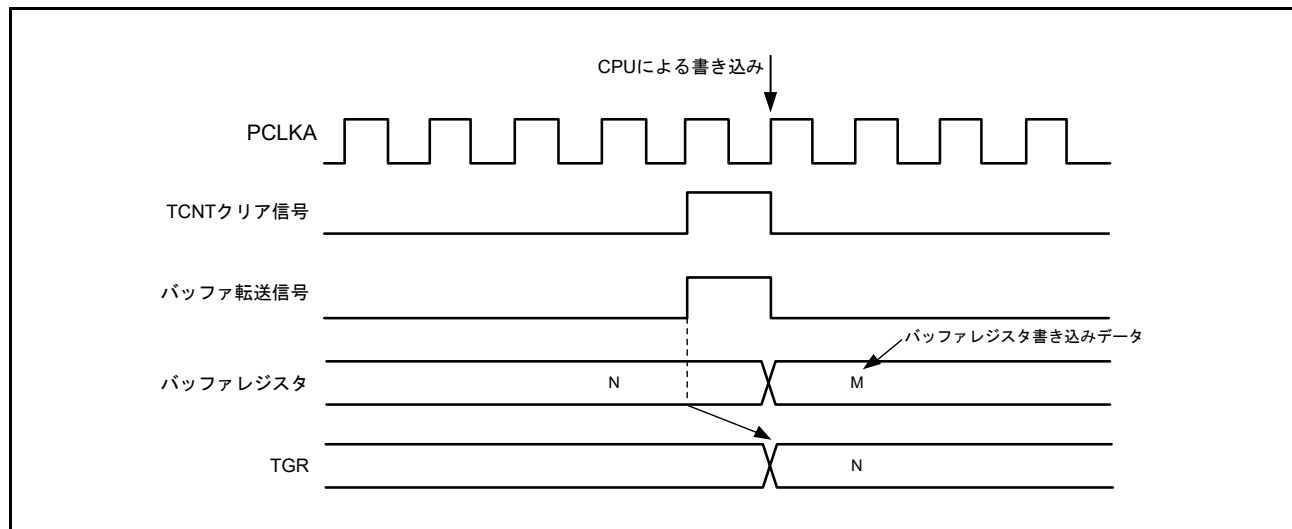 CPUによる書き込み
PCLKA
TCNTクリア信号
バッファ転送信号
バッファレジスタ書き込みデータ
バッファレジスタ
N
M
TGR
N